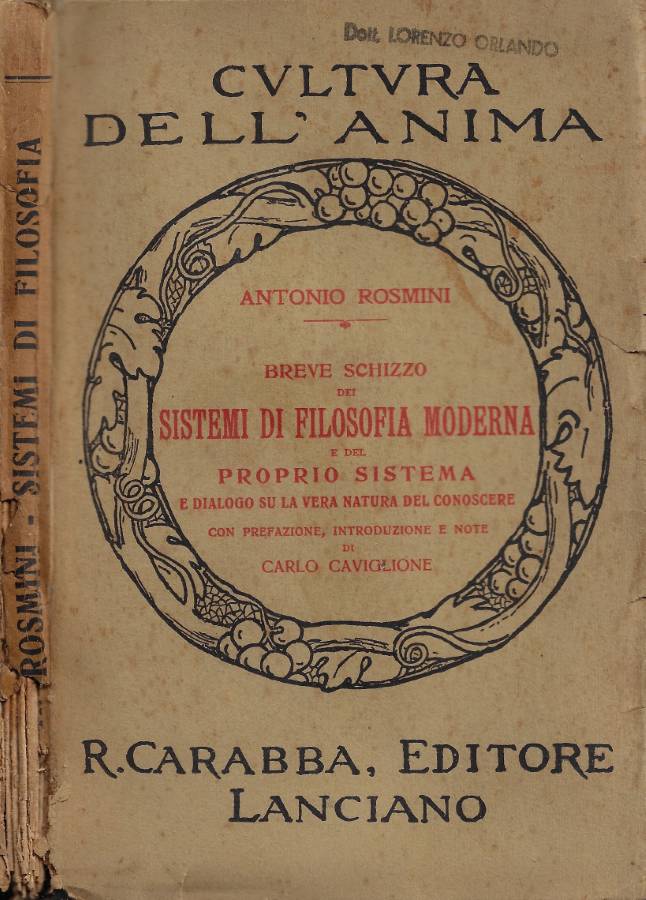 Dott. LORENZO ORLANDO
CVLTVRA
DELL' ANIMA
ANTONIO ROSMINI
BREVE SCHIZZO
DEI
SISTEMI DI FILOSOFIA MODERNA
E DEL
PROPRIO SISTEMA
E DIALOGO SU LA VERA NATURA DEL CONOSCERE
CON PREFAZIONE, INTRODUZIONE E NOTE
DI
CARLO CAVIGLIONE
R. CARABBA, EDITORE
LANCIANO
ROSMINI - SISTEMI DI FILOSOFIA